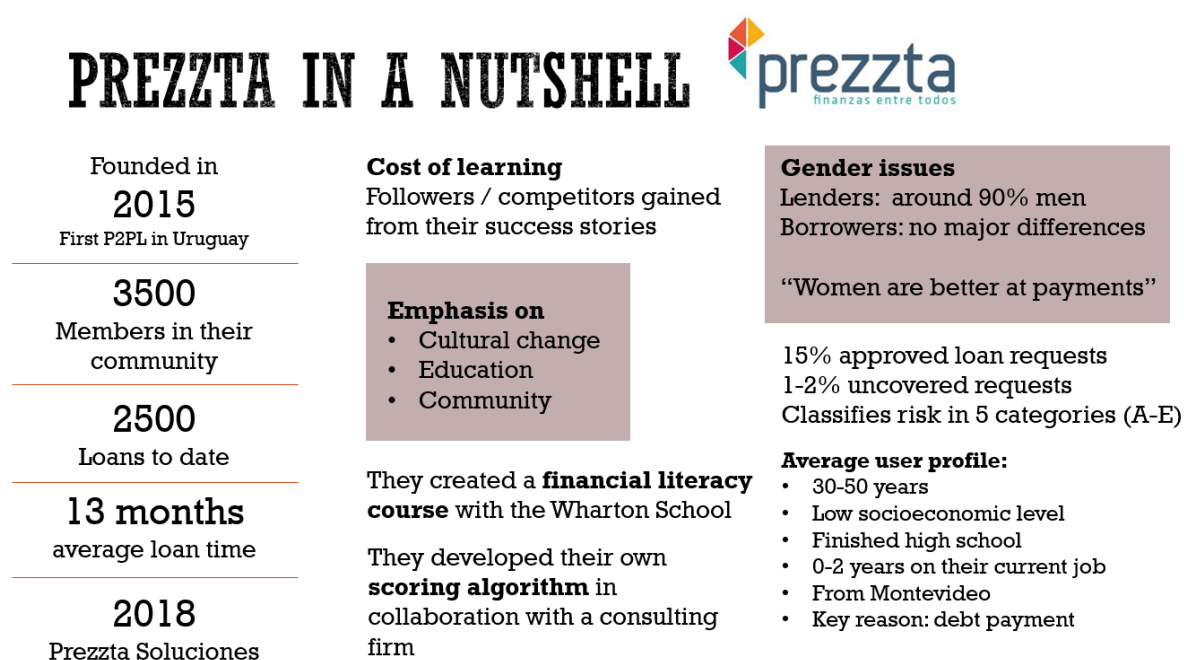 PREZZTA IN A NUTSHELL
prezzta
finanzas entre todos
Founded in
2015
First P2PL in Uruguay
3500
Members in their
community
2500
Loans to date
13 months
average loan time
2018
Prezzta Soluciones
Cost of learning
Followers / competitors gained
from their success stories
Emphasis on
• Cultural change
• Education
• Community
They created a financial literacy
course with the Wharton School
They developed their own
scoring algorithm in
collaboration with a consulting
firm
Gender issues
Lenders: around 90% men
Borrowers: no major differences
“Women are better at payments”
15% approved loan requests
1-2% uncovered requests
Classifies risk in 5 categories (A-E)
Average user profile:
• 30-50 years
• Low socioeconomic level
• Finished high school
• 0-2 years on their current job
• From Montevideo
• Key reason: debt payment